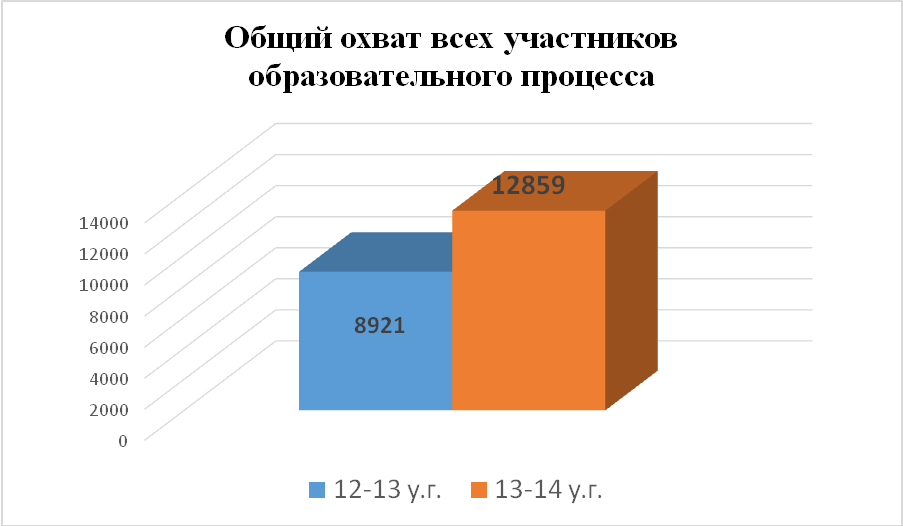 Общий охват всех участников
образовательного процесса
14000
12000
10000
8000
6000
4000
2000
0
12859
8921
12-13 у.г.
13-14 у.г.